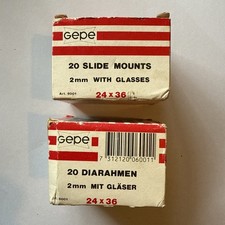 Gepe
20 SLIDE MOUNTS
2mm WITH GLASSES
24 x 36
Gepe
7 312120 060011
20 DIARAHMEN
2mm MIT GLÄSER
24 x 36